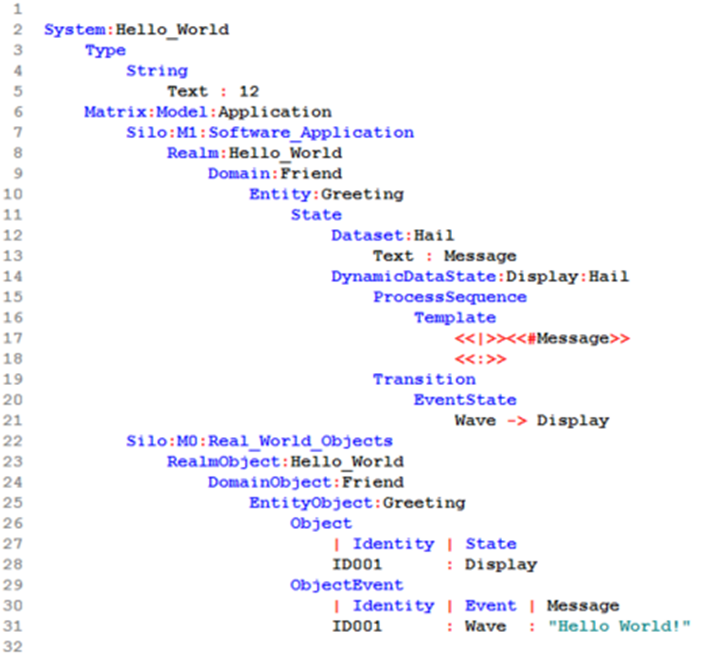 1
2 System:Hello_World
3 Type
4 String
5 Text : 12
6 Matrix:Model:Application
7 Silo:M1:Software_Application
8 Realm:Hello_World
9 Domain:Friend
10 Entity:Greeting
11 State
12 Dataset:Hail
13 Text : Message
14 DynamicDataState:Display:Hail
15 ProcessSequence
16 Template
17 <<|>><<#Message>>
18 <<:>>
19 Transition
20 EventState
21 Wave -> Display
22 Silo:M0:Real_World_Objects
23 RealmObject:Hello_World
24 DomainObject:Friend
25 EntityObject:Greeting
26 Object
27 | Identity | State
28 ID001 : Display
29 ObjectEvent
30 | Identity | Event | Message
31 ID001 : Wave : "Hello World!"
32